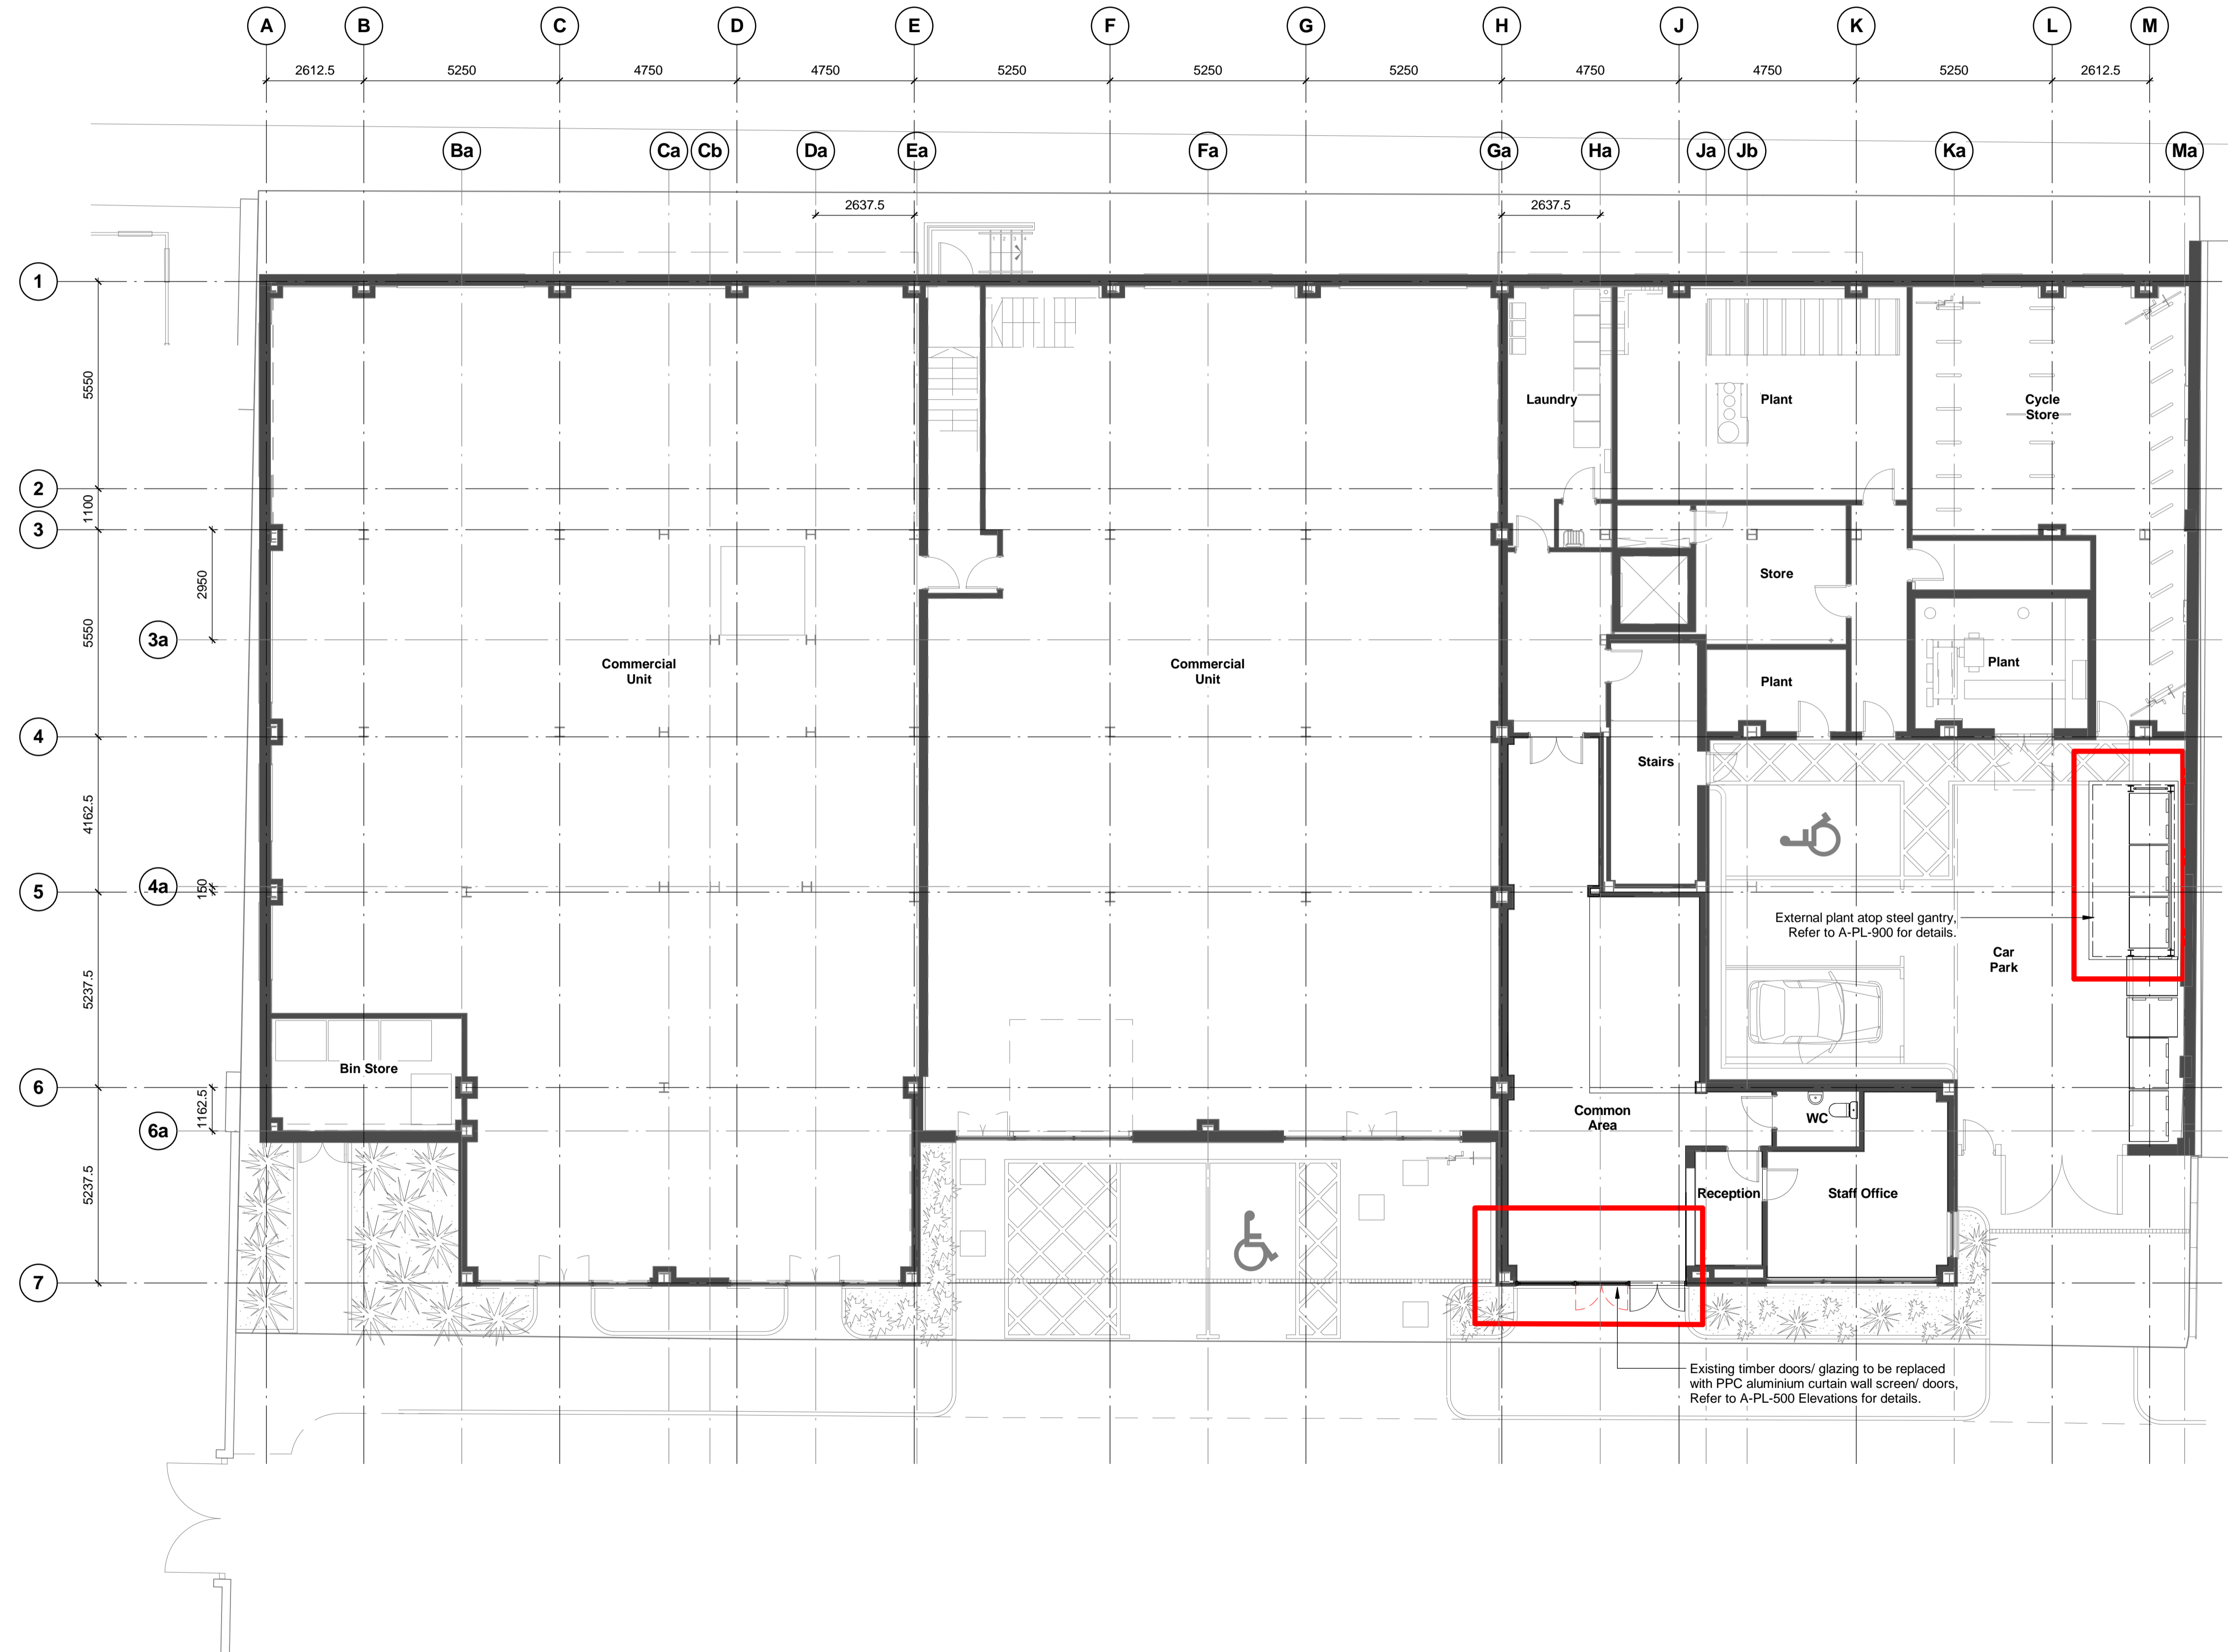 A B C D E F G H J K L M
2612.5 5250 4750 4750 5250 5250 5250 4750 4750 5250 2612.5
Ba Ca Cb Da Ea Fa Ga Ha Ja Jb Ka Ma
2637.5 2637.5
1 2 3 4
1
5550
Laundry
Plant
Cycle
Store
2
1100
3
2950
Store
5550
3a
Commercial
Unit
Commercial
Unit
Plant
Plant
4
Stairs
4162.5
4a
150
5
External plant atop steel gantry,
Refer to A-PL-900 for details.
Car
Park
5237.5
Bin Store
6
1162.5
Common
Area
WC
6a
5237.5
Reception
Staff Office
7
Existing timber doors/ glazing to be replaced
with PPC aluminium curtain wall screen/ doors,
Refer to A-PL-500 Elevations for details.